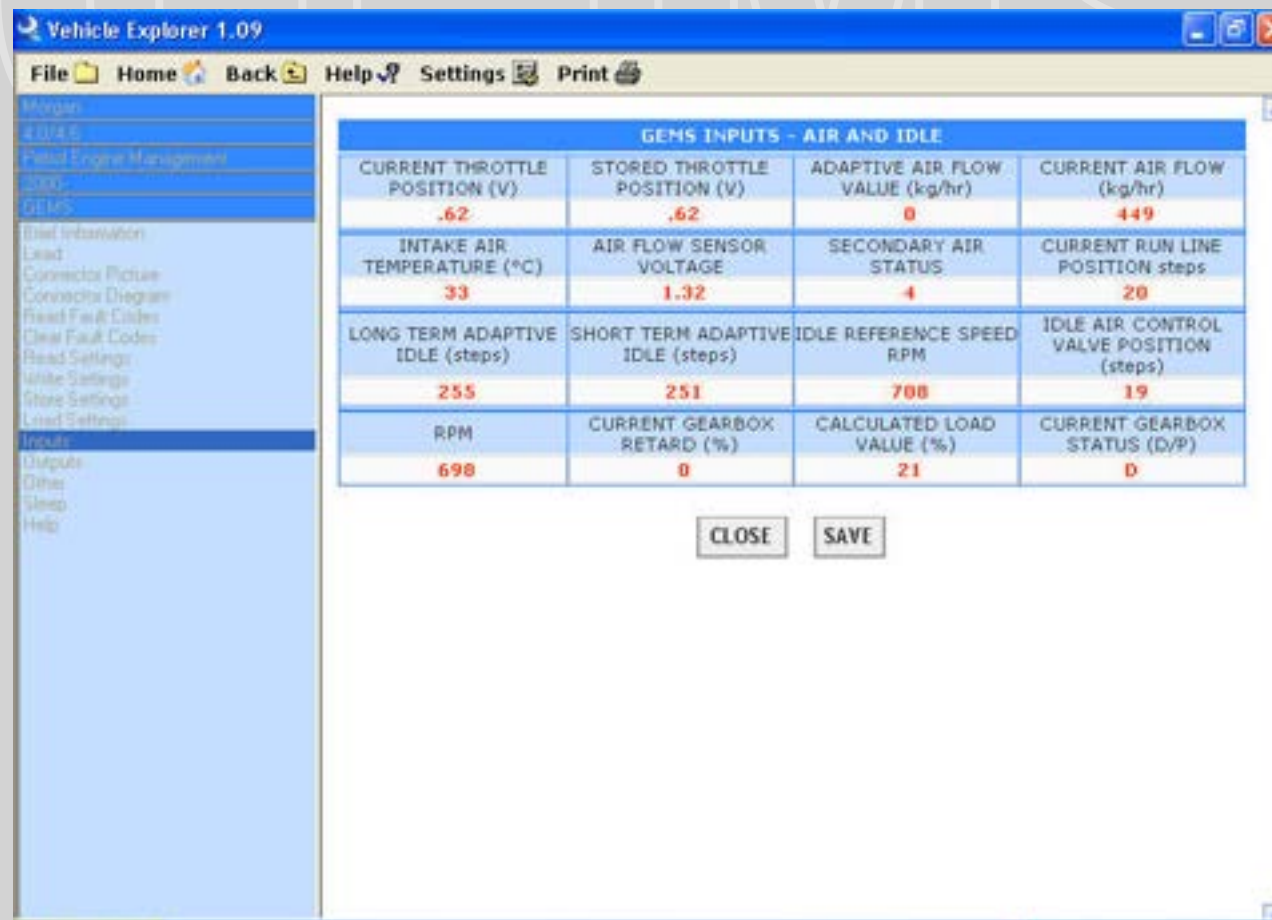 Vehicle Explorer 1.09
File Home Back Help Settings Print
Morgan
4.0/4.6
Petrol Engine Management
2000-
GEMS
Brief Information
Lead
Connector Picture
Connector Diagram
Read Fault Codes
Clear Fault Codes
Read Settings
Write Settings
Store Settings
Load Settings
Inputs
Outputs
Other
Sleep
Help
GEMS INPUTS - AIR AND IDLE
CURRENT THROTTLE POSITION (V)
STORED THROTTLE POSITION (V)
ADAPTIVE AIR FLOW VALUE (kg/hr)
CURRENT AIR FLOW (kg/hr)
.62 .62 0 449
INTAKE AIR TEMPERATURE (°C)
AIR FLOW SENSOR VOLTAGE
SECONDARY AIR STATUS
CURRENT RUN LINE POSITION steps
33 1.32 4 20
LONG TERM ADAPTIVE IDLE (steps)
SHORT TERM ADAPTIVE IDLE (steps)
IDLE REFERENCE SPEED RPM
IDLE AIR CONTROL VALVE POSITION (steps)
255 251 708 19
RPM
CURRENT GEARBOX RETARD (%)
CALCULATED LOAD VALUE (%)
CURRENT GEARBOX STATUS (D/P)
698 0 21 D
CLOSE SAVE